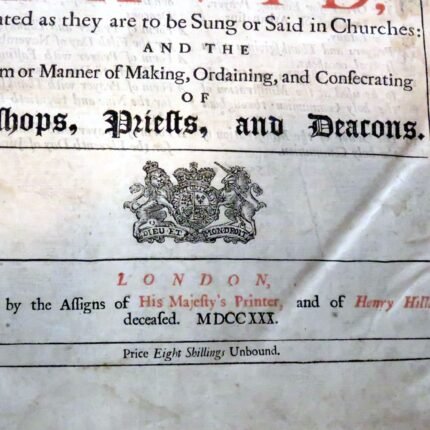 ted as they are to be Sung or Said in Churches:
AND THE
m or Manner of Making, Ordaining, and Conſecrating
OF
ſhops, Prieſts, and Deacons.
DIEU ET MON DROIT
LONDON,
by the Aſſigns of His Majeſty's Printer, and of Henry Hill
deceaſed. MDCCXXX.
Price Eight Shillings Unbound.